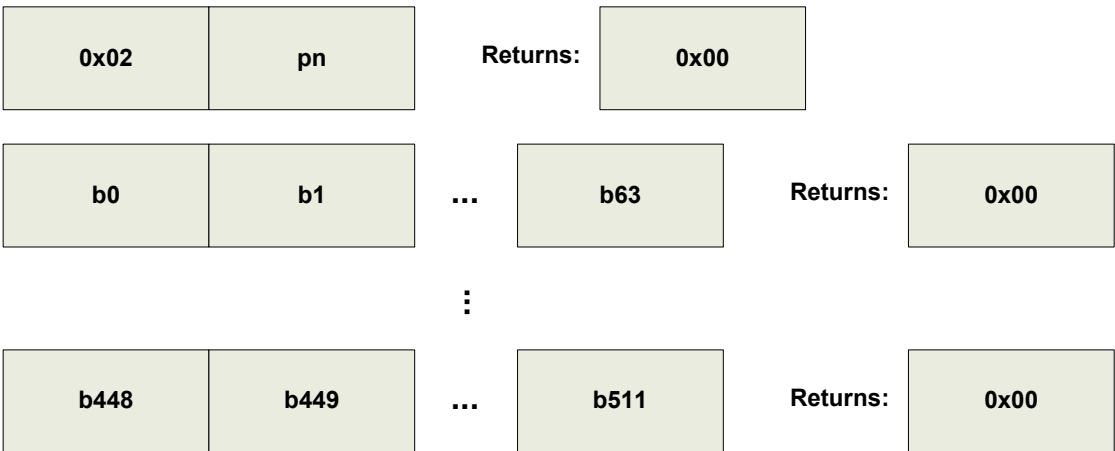 0x02 pn Returns: 0x00
b0 b1 ... b63 Returns: 0x00
⋮
b448 b449 ... b511 Returns: 0x00